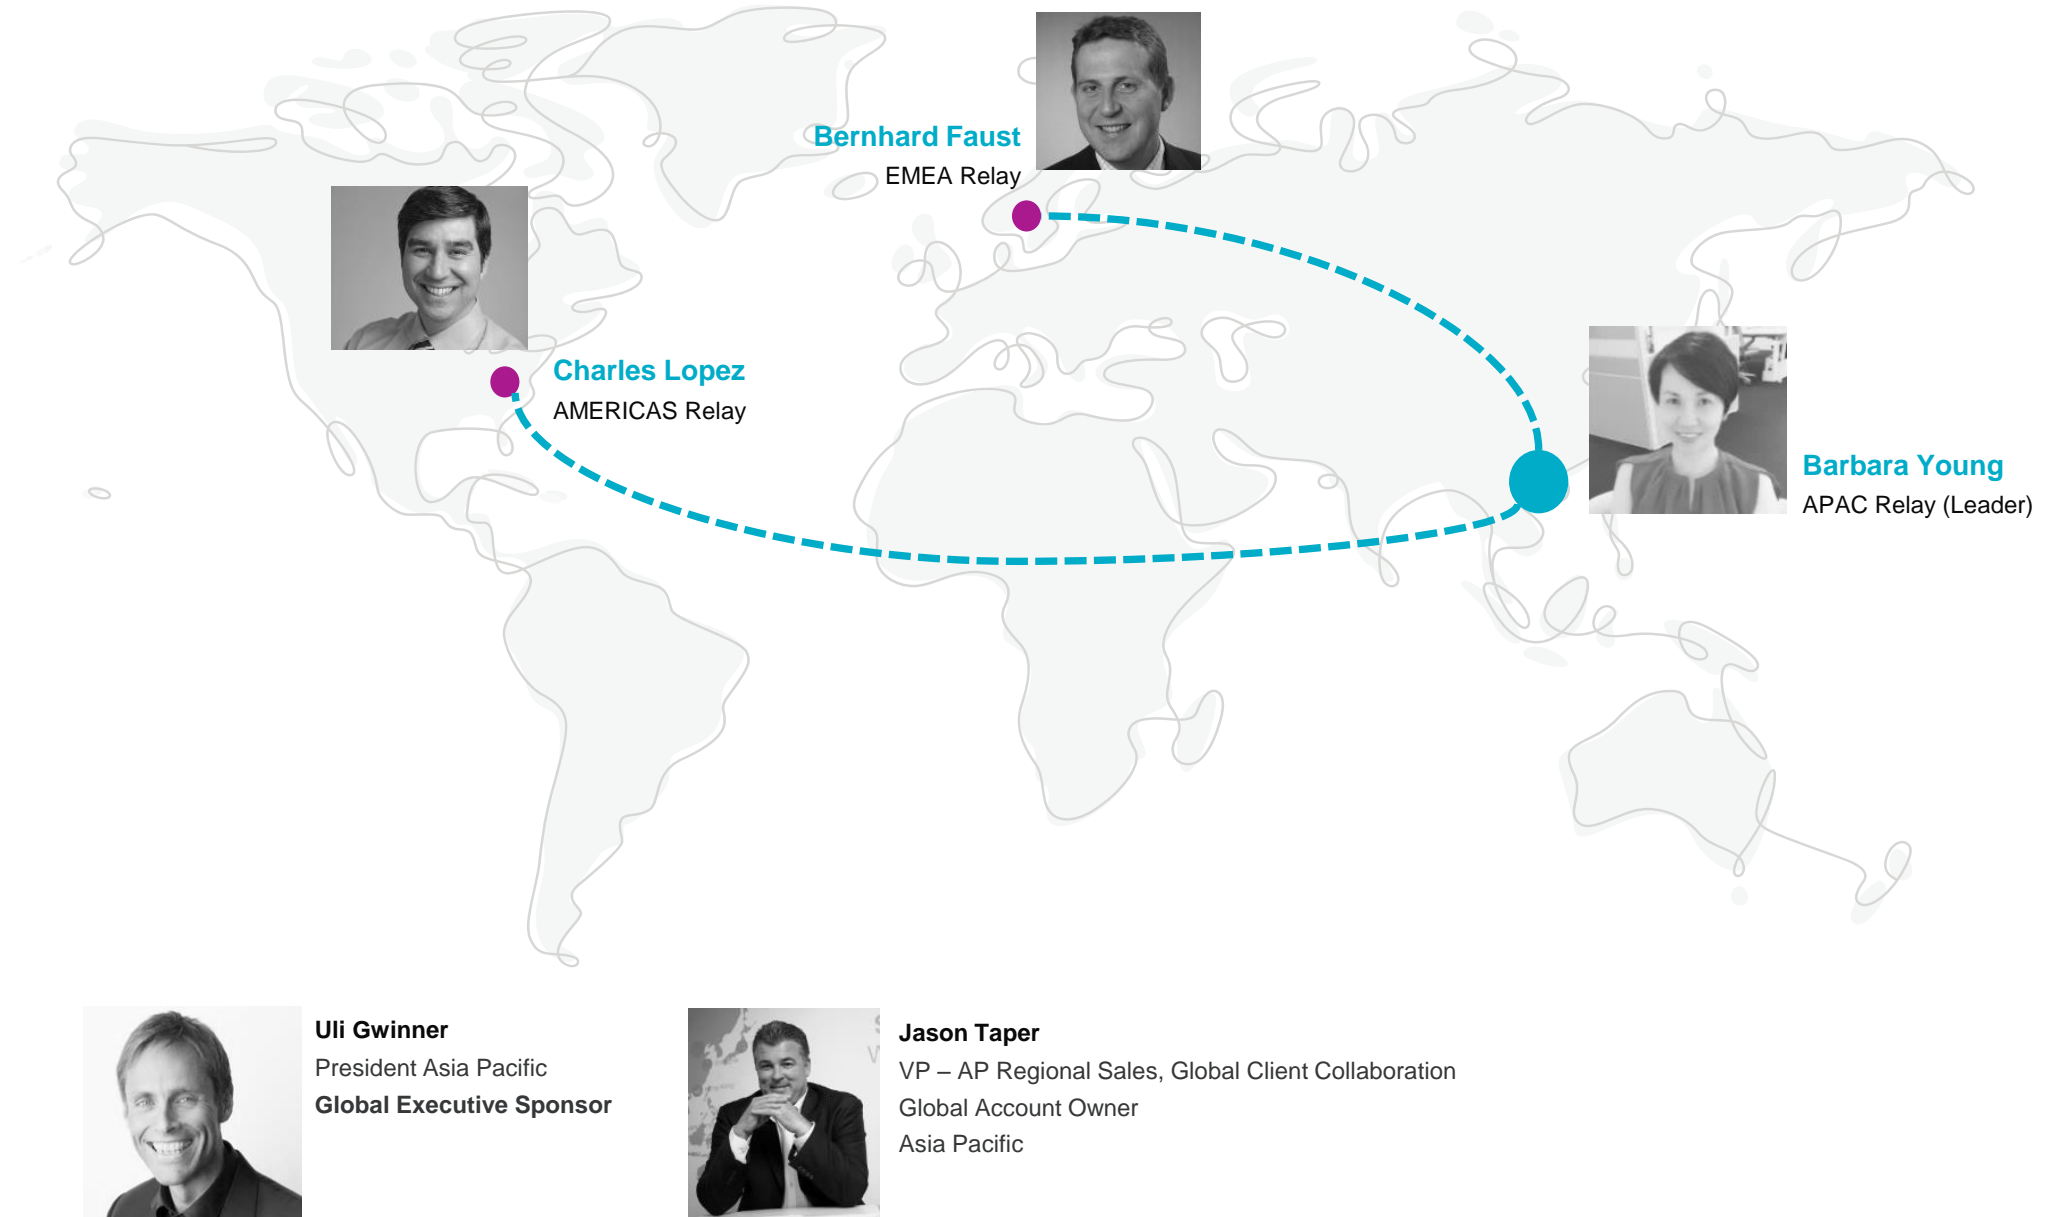 Bernhard Faust
EMEA Relay
Charles Lopez
AMERICAS Relay
Barbara Young
APAC Relay (Leader)
Uli Gwinner
President Asia Pacific
Global Executive Sponsor
Jason Taper
VP – AP Regional Sales, Global Client Collaboration
Global Account Owner
Asia Pacific